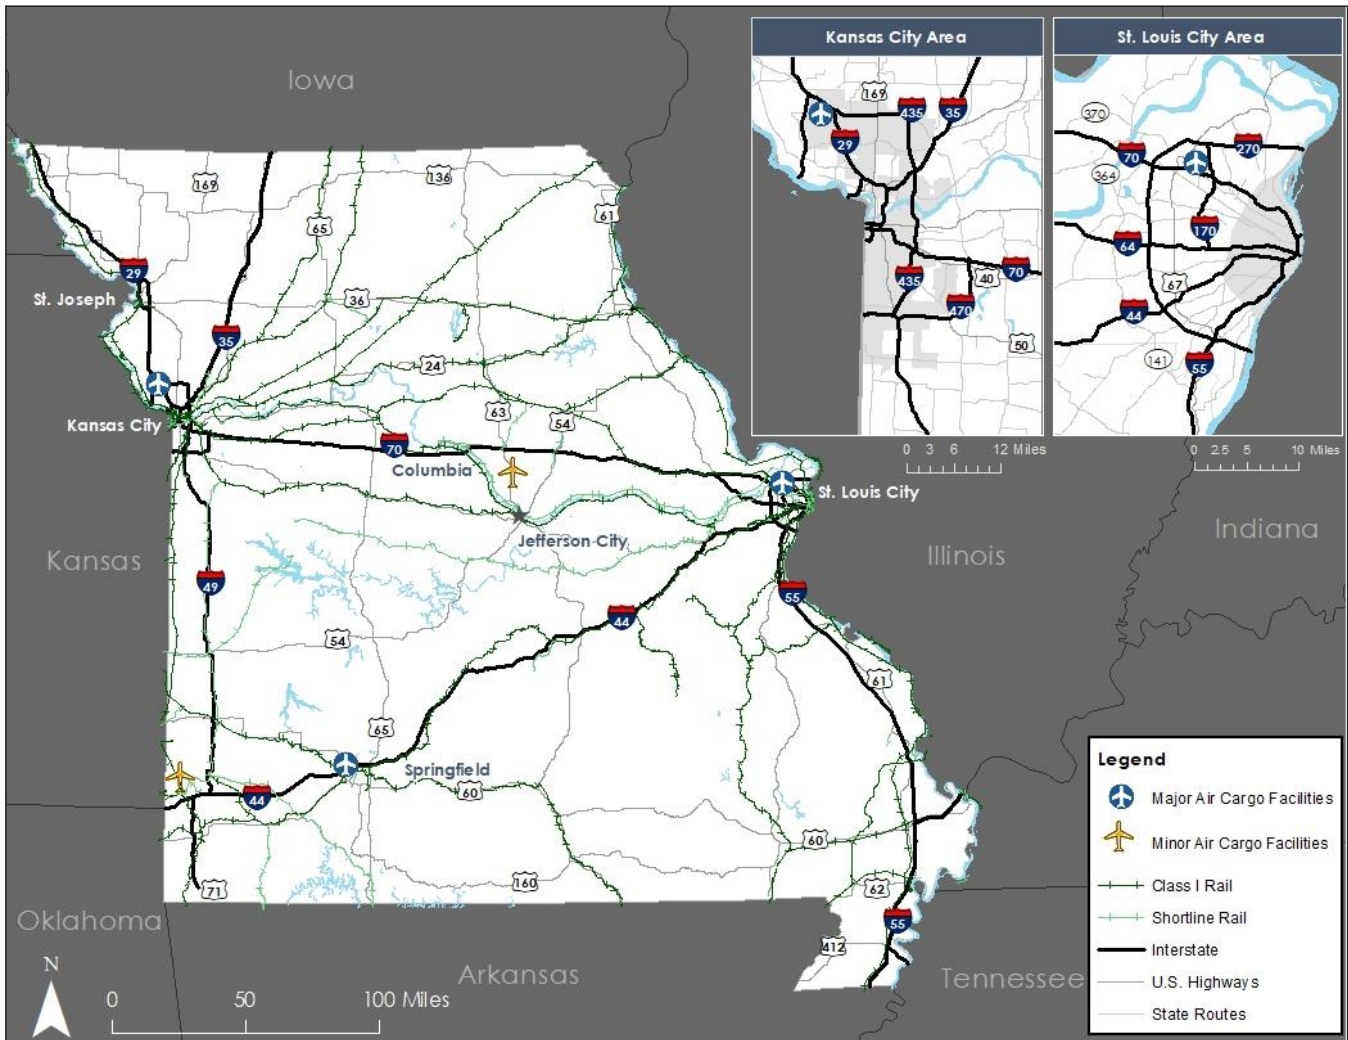 Iowa
Kansas City Area
169
435
35
29
435
70
40
470
50
0 3 6 12 Miles
St. Louis City Area
370
70
270
364
170
64
67
44
141
55
0 2.5 5 10 Miles
169
136
65
61
29
St. Joseph
36
35
24
63
54
Kansas City
70
Columbia
St. Louis City
Jefferson City
Kansas
Illinois
Indiana
49
55
44
54
61
65
Springfield
60
44
60
71
160
62
55
412
Oklahoma
Arkansas
Tennessee
N
0 50 100 Miles
Legend
Major Air Cargo Facilities
Minor Air Cargo Facilities
Class I Rail
Shortline Rail
Interstate
U.S. Highways
State Routes